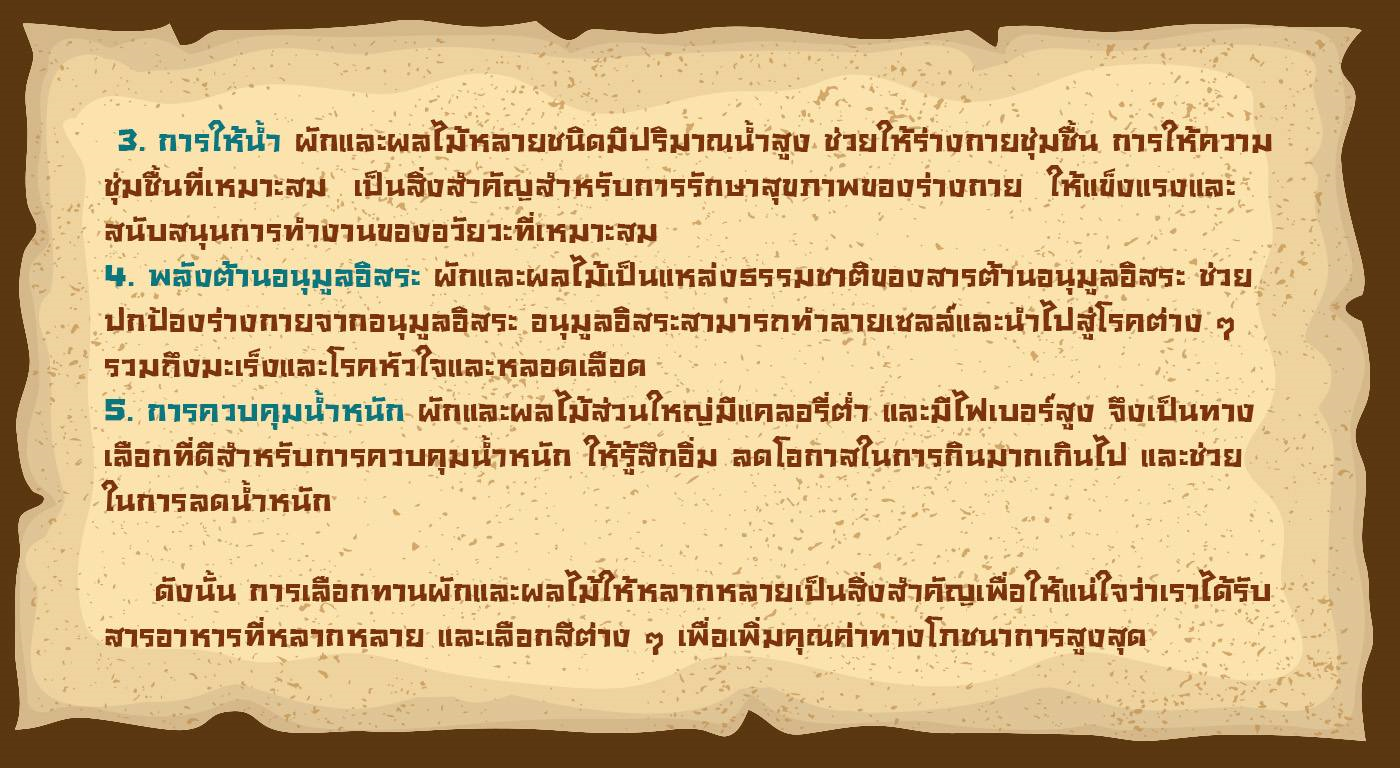 3. การให้น้ำ ผักและผลไม้หลายชนิดมีปริมาณน้ำสูง ช่วยให้ร่างกายชุ่มชื้น การให้ความ
ชุ่มชื้นที่เหมาะสม เป็นสิ่งสำคัญสำหรับการรักษาสุขภาพของร่างกวย ให้แข็งแรงและ
สนับสนุนการทำงานของอวัยวะที่เหมาะสม
4. พลังต้านอนุมูลอิสระ ผักและผลไม้เป็นแหล่งธรรมชาติของสารต้านอนุมูลอิสระ ช่วย
ปกป้องร่างกายจากอนุมูลอิสระ อนุมูลอิสระสามารถทำลายเซลล์และนำไปสู่โรคต่าง ๆ
รวมถึงมะเร็งและโรคหัวใจและหลอดเลือด
5. การควบคุมน้ำหนัก ผักและผลไม้ส่วนใหญ่มีแคลอรี่ต่ำ และมีไฟเบอร์สูง จึงเป็นทาง
เลือกที่ดีสำหรับการควบคุมน้ำหนัก ให้รู้สึกอิ่ม ลดโอกาสในการกินมากเกินไป และช่วย
ในการลดน้ำหนัก
ดังนั้น การเลือกทานผักและผลไม้ให้หลากหลายเป็นสิ่งสำคัญเพื่อให้แน่ใจว่าเราได้รับ
สารอาหารที่หลากหลาย และเลือกสีต่าง ๆ เพื่อเพิ่มคุณค่าทางโภชนาการสูงสุด